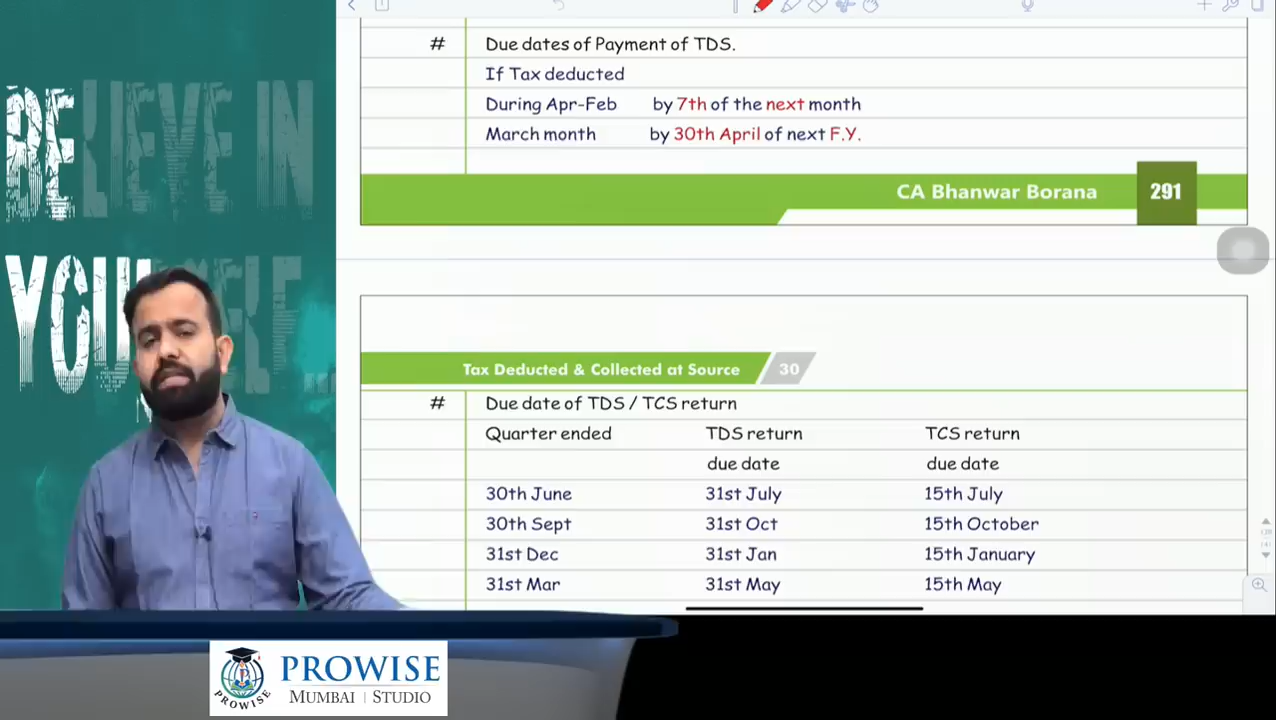 BELIEVE IN
YOURSELF...
# Due dates of Payment of TDS.
If Tax deducted
During Apr-Feb by 7th of the next month
March month by 30th April of next F.Y.
CA Bhanwar Borana 291
Tax Deducted & Collected at Source 30
# Due date of TDS / TCS return
Quarter ended TDS return TCS return
due date due date
30th June 31st July 15th July
30th Sept 31st Oct 15th October
31st Dec 31st Jan 15th January
31st Mar 31st May 15th May
PROWISE
PROWISE
MUMBAI | STUDIO